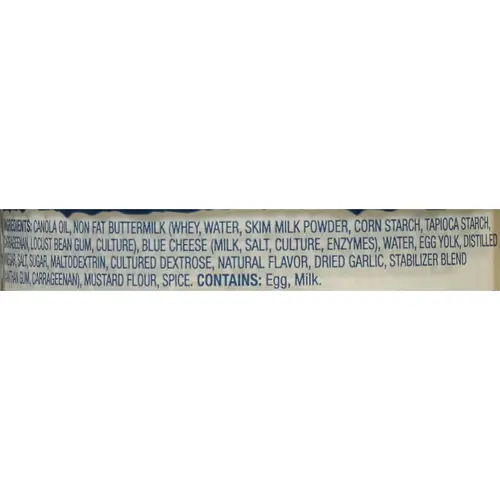 INGREDIENTS: CANOLA OIL, NON FAT BUTTERMILK (WHEY, WATER, SKIM MILK POWDER, CORN STARCH, TAPIOCA STARCH,
CARRAGEENAN, LOCUST BEAN GUM, CULTURE), BLUE CHEESE (MILK, SALT, CULTURE, ENZYMES), WATER, EGG YOLK, DISTILLED
VINEGAR, SALT, SUGAR, MALTODEXTRIN, CULTURED DEXTROSE, NATURAL FLAVOR, DRIED GARLIC, STABILIZER BLEND
(XANTHAN GUM, CARRAGEENAN), MUSTARD FLOUR, SPICE. CONTAINS: Egg, Milk.